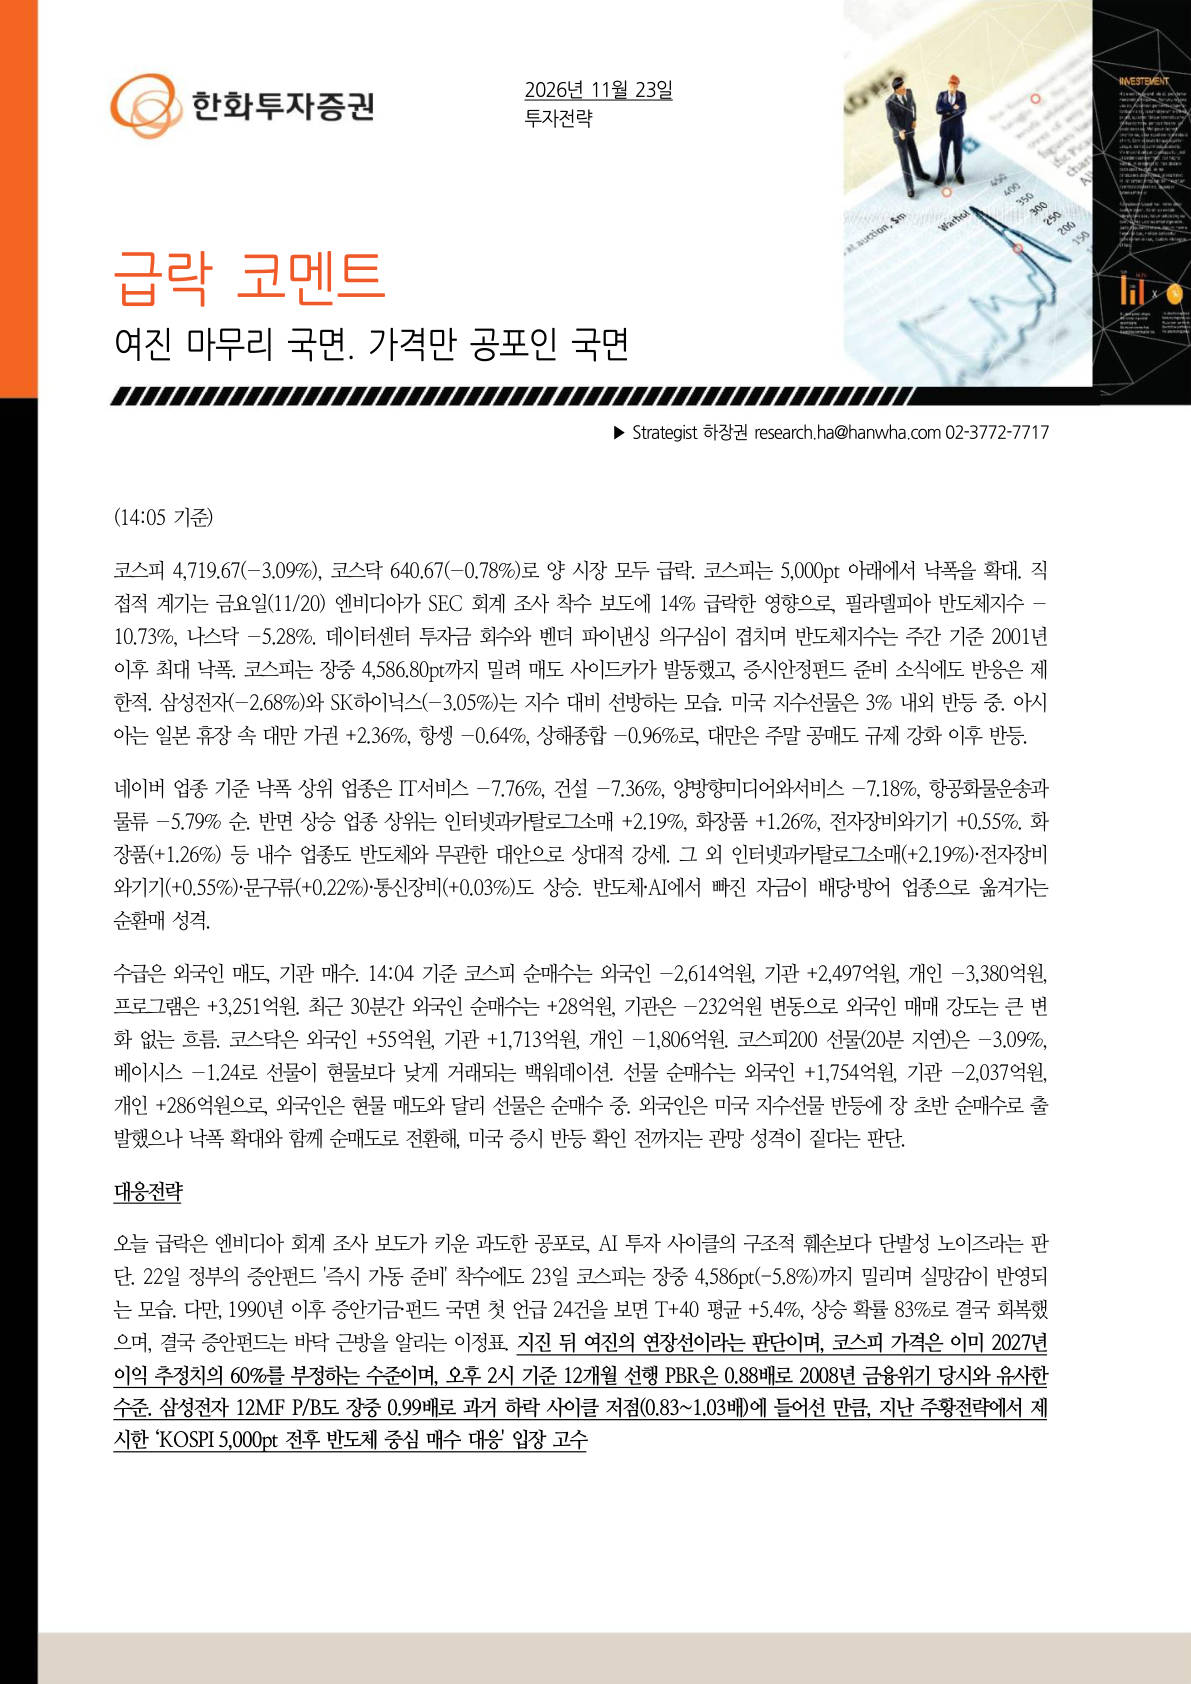 한화투자증권
2026년 11월 23일
투자전략
INVESTEMENT
Warhol
at auction, $m
450
400
350
300
250
200
150
급락 코멘트
여진 마무리 국면. 가격만 공포인 국면
▶ Strategist 하장권 research.ha@hanwha.com 02-3772-7717
(14:05 기준)
코스피 4,719.67(−3.09%), 코스닥 640.67(−0.78%)로 양 시장 모두 급락. 코스피는 5,000pt 아래에서 낙폭을 확대. 직
접적 계기는 금요일(11/20) 엔비디아가 SEC 회계 조사 착수 보도에 14% 급락한 영향으로, 필라델피아 반도체지수 −
10.73%, 나스닥 −5.28%. 데이터센터 투자금 회수와 벤더 파이낸싱 의구심이 겹치며 반도체지수는 주간 기준 2001년
이후 최대 낙폭. 코스피는 장중 4,586.80pt까지 밀려 매도 사이드카가 발동했고, 증시안정펀드 준비 소식에도 반응은 제
한적. 삼성전자(−2.68%)와 SK하이닉스(−3.05%)는 지수 대비 선방하는 모습. 미국 지수선물은 3% 내외 반등 중. 아시
아는 일본 휴장 속 대만 가권 +2.36%, 항셍 −0.64%, 상해종합 −0.96%로, 대만은 주말 공매도 규제 강화 이후 반등.
네이버 업종 기준 낙폭 상위 업종은 IT서비스 −7.76%, 건설 −7.36%, 양방향미디어와서비스 −7.18%, 항공화물운송과
물류 −5.79% 순. 반면 상승 업종 상위는 인터넷과카탈로그소매 +2.19%, 화장품 +1.26%, 전자장비와기기 +0.55%. 화
장품(+1.26%) 등 내수 업종도 반도체와 무관한 대안으로 상대적 강세. 그 외 인터넷과카탈로그소매(+2.19%)·전자장비
와기기(+0.55%)·문구류(+0.22%)·통신장비(+0.03%)도 상승. 반도체·AI에서 빠진 자금이 배당·방어 업종으로 옮겨가는
순환매 성격.
수급은 외국인 매도, 기관 매수. 14:04 기준 코스피 순매수는 외국인 −2,614억원, 기관 +2,497억원, 개인 −3,380억원,
프로그램은 +3,251억원. 최근 30분간 외국인 순매수는 +28억원, 기관은 −232억원 변동으로 외국인 매매 강도는 큰 변
화 없는 흐름. 코스닥은 외국인 +55억원, 기관 +1,713억원, 개인 −1,806억원. 코스피200 선물(20분 지연)은 −3.09%,
베이시스 −1.24로 선물이 현물보다 낮게 거래되는 백워데이션. 선물 순매수는 외국인 +1,754억원, 기관 −2,037억원,
개인 +286억원으로, 외국인은 현물 매도와 달리 선물은 순매수 중. 외국인은 미국 지수선물 반등에 장 초반 순매수로 출
발했으나 낙폭 확대와 함께 순매도로 전환해, 미국 증시 반등 확인 전까지는 관망 성격이 짙다는 판단.
대응전략
오늘 급락은 엔비디아 회계 조사 보도가 키운 과도한 공포로, AI 투자 사이클의 구조적 훼손보다 단발성 노이즈라는 판
단. 22일 정부의 증안펀드 '즉시 가동 준비' 착수에도 23일 코스피는 장중 4,586pt(-5.8%)까지 밀리며 실망감이 반영되
는 모습. 다만, 1990년 이후 증안기금·펀드 국면 첫 언급 24건을 보면 T+40 평균 +5.4%, 상승 확률 83%로 결국 회복했
으며, 결국 증안펀드는 바닥 근방을 알리는 이정표. 지진 뒤 여진의 연장선이라는 판단이며, 코스피 가격은 이미 2027년
이익 추정치의 60%를 부정하는 수준이며, 오후 2시 기준 12개월 선행 PBR은 0.88배로 2008년 금융위기 당시와 유사한
수준. 삼성전자 12MF P/B도 장중 0.99배로 과거 하락 사이클 저점(0.83~1.03배)에 들어선 만큼, 지난 주황전략에서 제
시한 ‘KOSPI 5,000pt 전후 반도체 중심 매수 대응’ 입장 고수